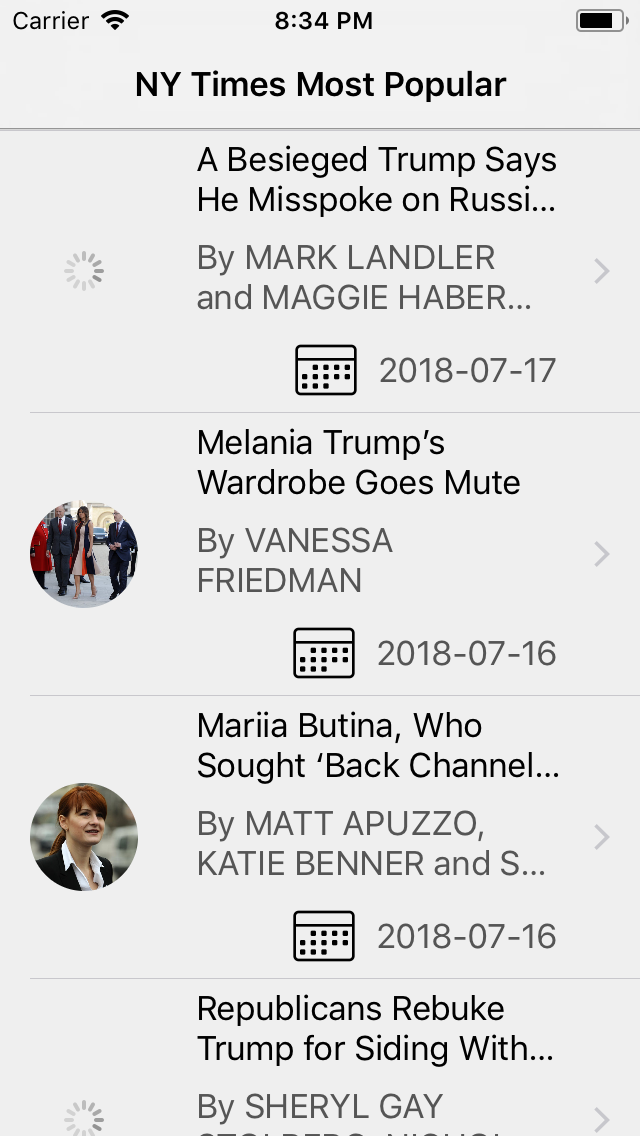 Carrier 8:34 PM
NY Times Most Popular
A Besieged Trump Says
He Misspoke on Russi...
By MARK LANDLER
and MAGGIE HABER...
2018-07-17
Melania Trump’s
Wardrobe Goes Mute
By VANESSA
FRIEDMAN
2018-07-16
Mariia Butina, Who
Sought ‘Back Channel...
By MATT APUZZO,
KATIE BENNER and S...
2018-07-16
Republicans Rebuke
Trump for Siding With...
By SHERYL GAY